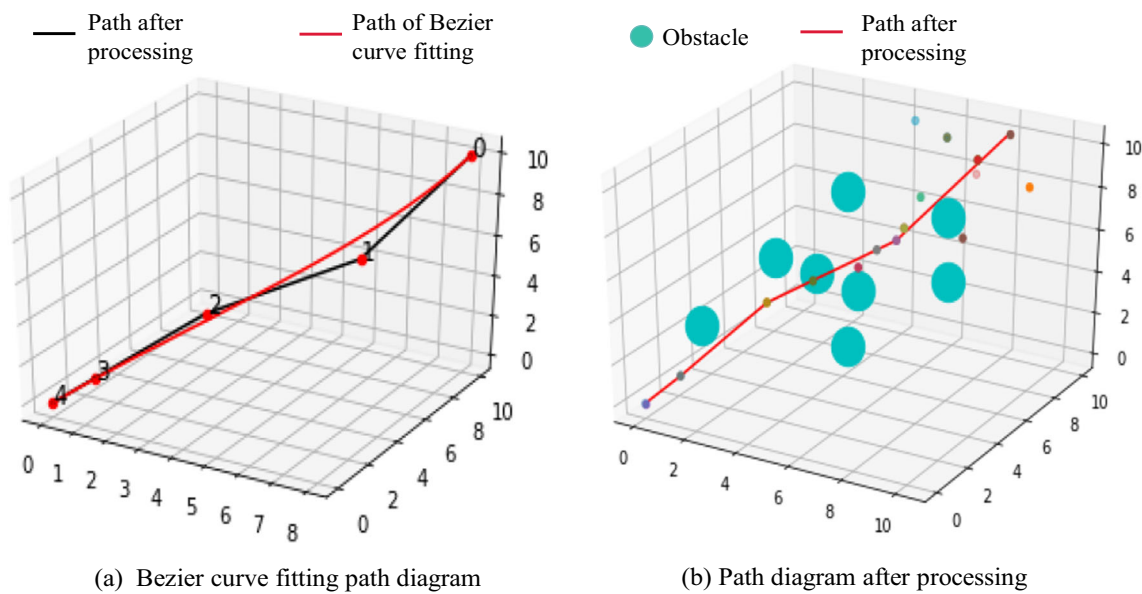 Path after
processing
Path of Bezier
curve fitting
0
1
2
3
4
10
8
6
4
2
0
10
8
6
4
2
0
0 1 2 3 4 5 6 7 8
(a) Bezier curve fitting path diagram
Obstacle
Path after
processing
10
8
6
4
2
0
10
8
6
4
2
0
0 2 4 6 8 10
(b) Path diagram after processing